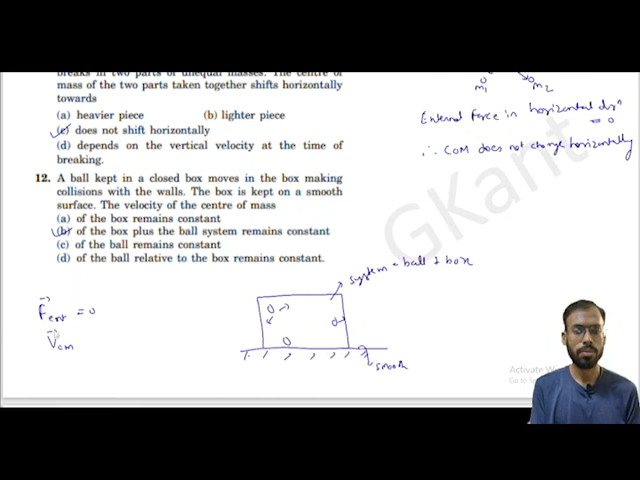 breaks in two parts of unequal masses. The centre of
mass of the two parts taken together shifts horizontally
towards
(a) heavier piece (b) lighter piece
(c) does not shift horizontally
(d) depends on the vertical velocity at the time of
breaking.
12. A ball kept in a closed box moves in the box making
collisions with the walls. The box is kept on a smooth
surface. The velocity of the centre of mass
(a) of the box remains constant
(b) of the box plus the ball system remains constant
(c) of the ball remains constant
(d) of the ball relative to the box remains constant.
m1 m2
External Force in horizontal dirn
= 0
∴ COM does not change horizontally
GKant
system = ball & box
Fext = 0
Vcm
smooth
Activate
Go to